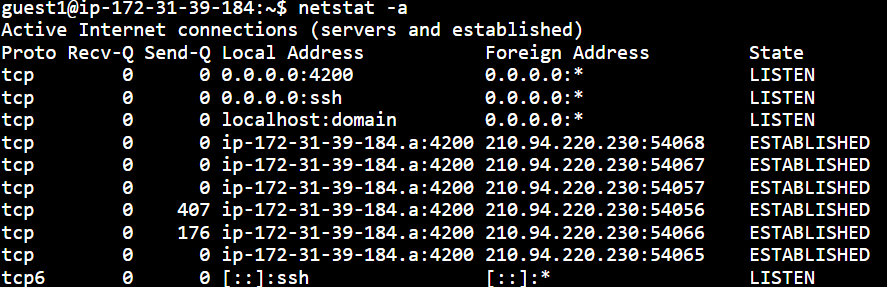 guest1@ip-172-31-39-184:~$ netstat -a
Active Internet connections (servers and established)
Proto Recv-Q Send-Q Local Address           Foreign Address         State
tcp        0      0 0.0.0.0:4200            0.0.0.0:*               LISTEN
tcp        0      0 0.0.0.0:ssh             0.0.0.0:*               LISTEN
tcp        0      0 localhost:domain        0.0.0.0:*               LISTEN
tcp        0      0 ip-172-31-39-184.a:4200 210.94.220.230:54068    ESTABLISHED
tcp        0      0 ip-172-31-39-184.a:4200 210.94.220.230:54067    ESTABLISHED
tcp        0      0 ip-172-31-39-184.a:4200 210.94.220.230:54057    ESTABLISHED
tcp        0    407 ip-172-31-39-184.a:4200 210.94.220.230:54056    ESTABLISHED
tcp        0    176 ip-172-31-39-184.a:4200 210.94.220.230:54066    ESTABLISHED
tcp        0      0 ip-172-31-39-184.a:4200 210.94.220.230:54065    ESTABLISHED
tcp6       0      0 [::]:ssh                [::]:*                  LISTEN